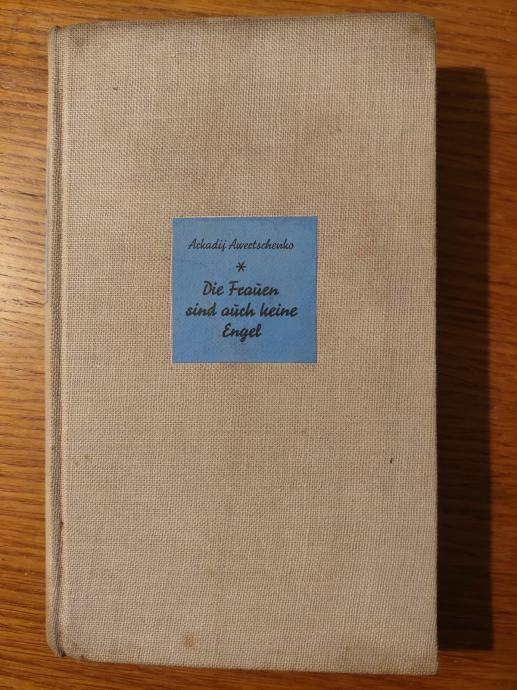 Arkadij Awertschenko
*
Die Frauen
sind auch keine
Engel